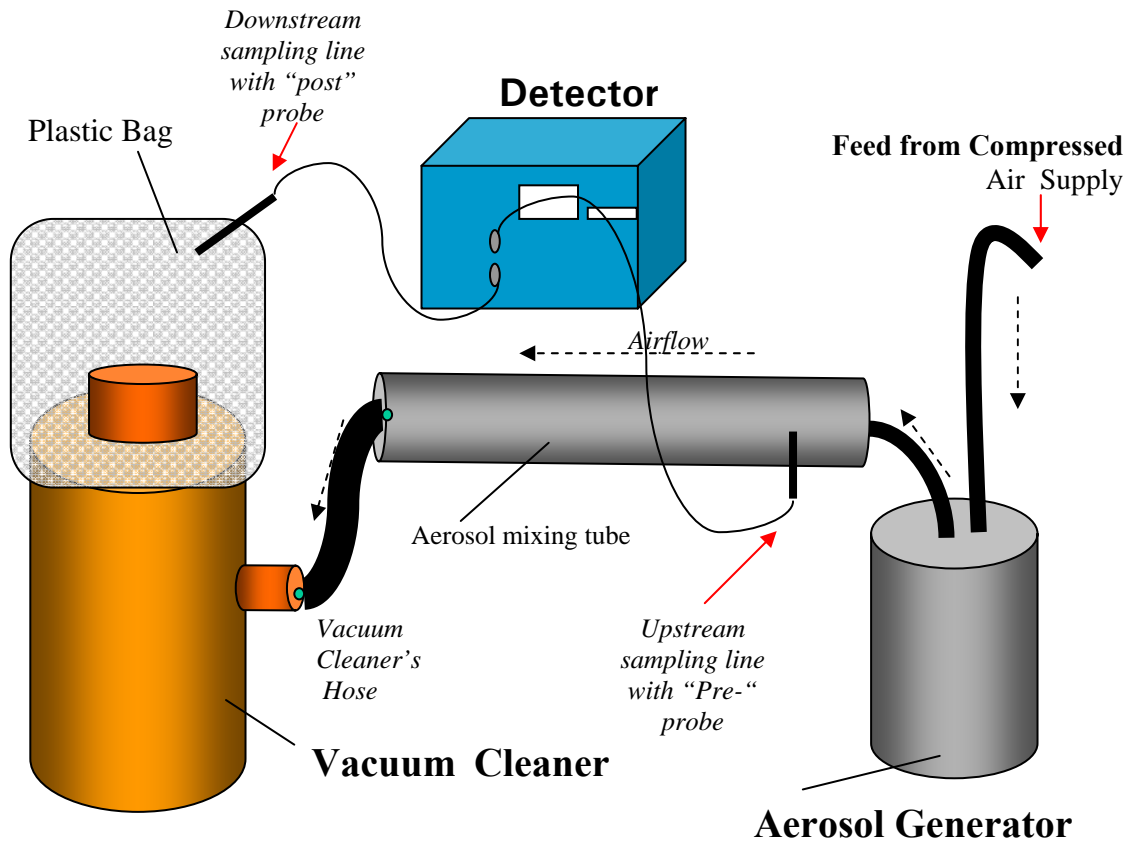 Downstream
sampling line
with “post”
probe
Plastic Bag
Detector
Feed from Compressed
Air Supply
Airflow
Aerosol mixing tube
Vacuum
Cleaner’s
Hose
Upstream
sampling line
with “Pre-“
probe
Vacuum Cleaner
Aerosol Generator